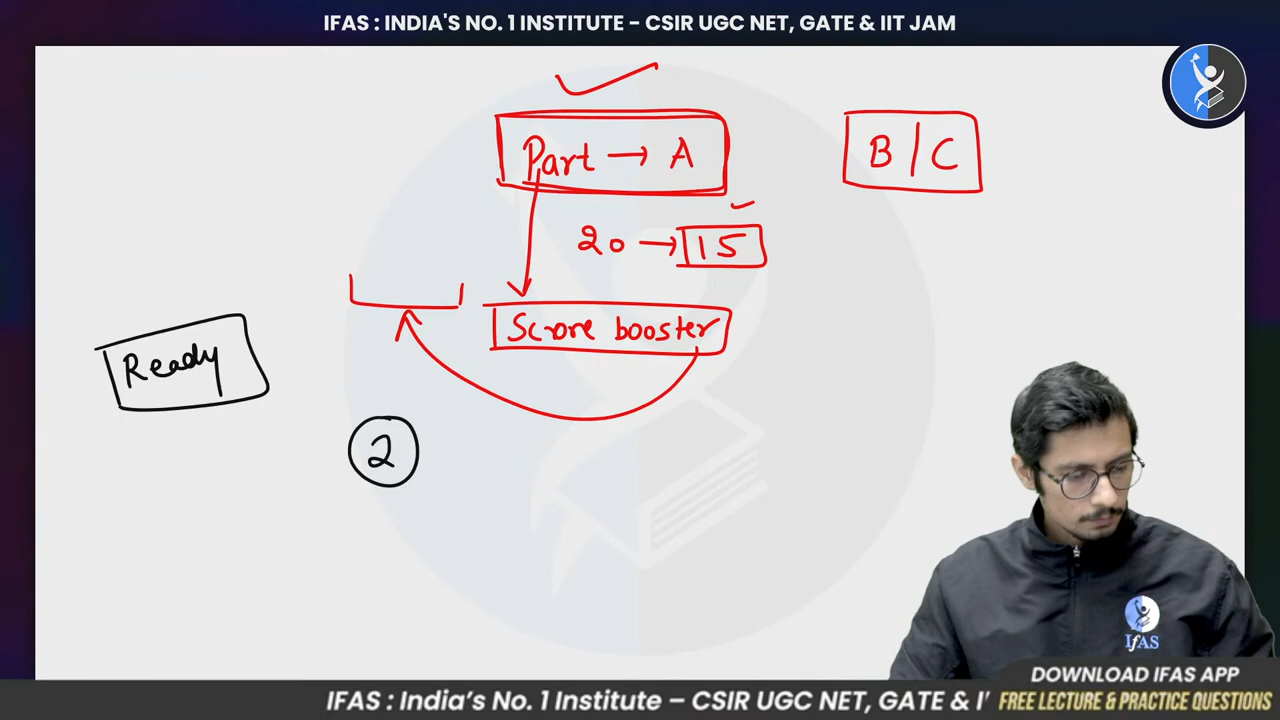 IFAS : INDIA'S NO. 1 INSTITUTE - CSIR UGC NET, GATE & IIT JAM
Part → A
B | C
20 → 15
Score booster
Ready
2
IfAS
DOWNLOAD IFAS APP
IFAS : India's No. 1 Institute – CSIR UGC NET, GATE & I'
FREE LECTURE & PRACTICE QUESTIONS